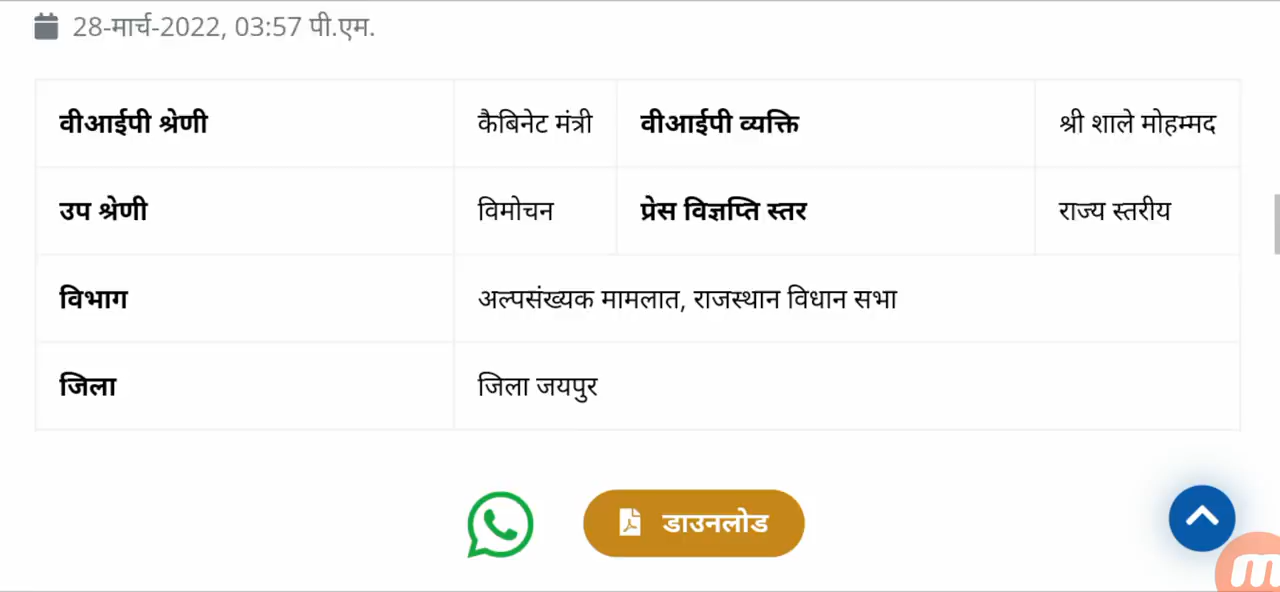 28-मार्च-2022, 03:57 पी.एम.
वीआईपी श्रेणी कैबिनेट मंत्री वीआईपी व्यक्ति श्री शाले मोहम्मद
उप श्रेणी विमोचन प्रेस विज्ञप्ति स्तर राज्य स्तरीय
विभाग अल्पसंख्यक मामलात, राजस्थान विधान सभा
जिला जिला जयपुर
डाउनलोड
m